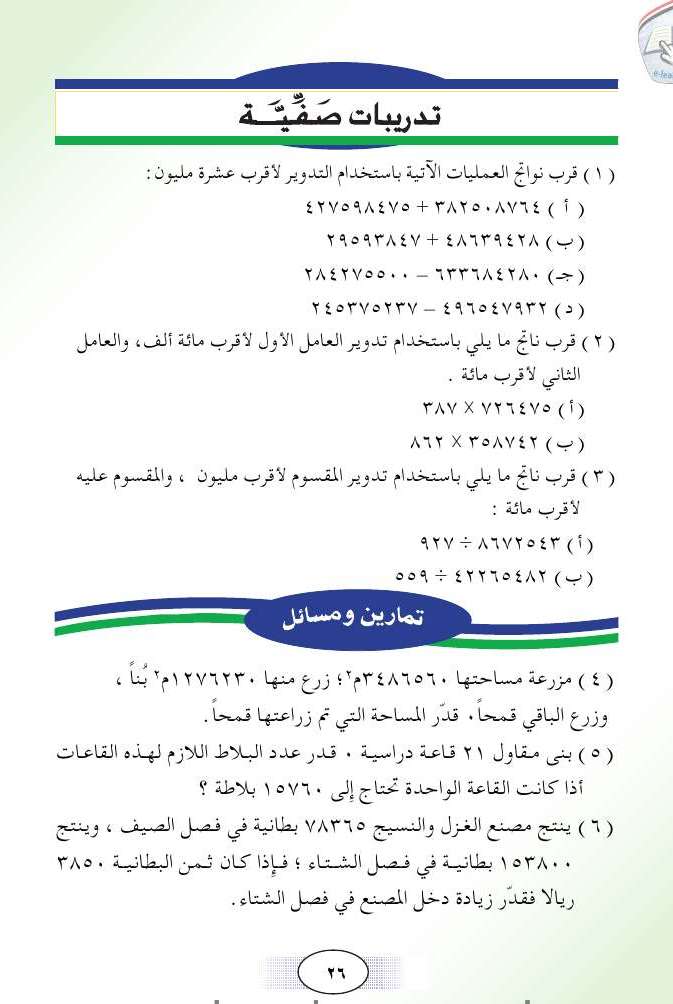 e-lea
تدريبات صَفِّيَّــة
( ١ ) قرب نواتج العمليات الآتية باستخدام التدوير لأقرب عشرة مليون :
( أ ) ٣٨٢٥٠٨٧٦٤ + ٤٢٧٥٩٨٤٧٥
(ب) ٤٨٦٣٩٤٢٨ + ٢٩٥٩٣٨٤٧
(جـ) ٦٣٣٦٨٤٢٨٠ – ٢٨٤٢٧٥٥٠٠
( د ) ٤٩٦٥٤٧٩٣٢ – ٢٤٥٣٧٥٢٣٧
( ٢ ) قرب ناتج ما يلي باستخدام تدوير العامل الأول لأقرب مائة ألف، والعامل
الثاني لأقرب مائة .
( أ ) ٧٢٦٤٧٥ × ٣٨٧
(ب) ٣٥٨٧٤٢ × ٨٦٢
( ٣ ) قرب ناتج ما يلي باستخدام تدوير المقسوم لأقرب مليون ، والمقسوم عليه
لأقرب مائة :
( أ ) ٨٦٧٢٥٤٣ ÷ ٩٢٧
(ب) ٤٢٢٦٥٤٨٢ ÷ ٥٥٩
تمارين ومسائل
( ٤ ) مزرعة مساحتها ٣٤٨٦٥٦٠م٢؛ زرع منها ١٢٧٦٢٣٠م٢ بُناً ،
وزرع الباقي قمحاً٠ قدّر المساحة التي تم زراعتها قمحاً.
( ٥ ) بنى مقاول ٢١ قاعة دراسية ٠ قدر عدد البلاط اللازم لهذه القاعات
أذا كانت القاعة الواحدة تحتاج إلى ١٥٧٦٠ بلاطة ؟
( ٦ ) ينتج مصنع الغزل والنسيج ٧٨٣٦٥ بطانية في فصل الصيف ، وينتج
١٥٣٨٠٠ بطانية في فصل الشتاء ؛ فإذا كان ثمن البطانية ٣٨٥٠
ريالا فقدّر زيادة دخل المصنع في فصل الشتاء.
٢٦